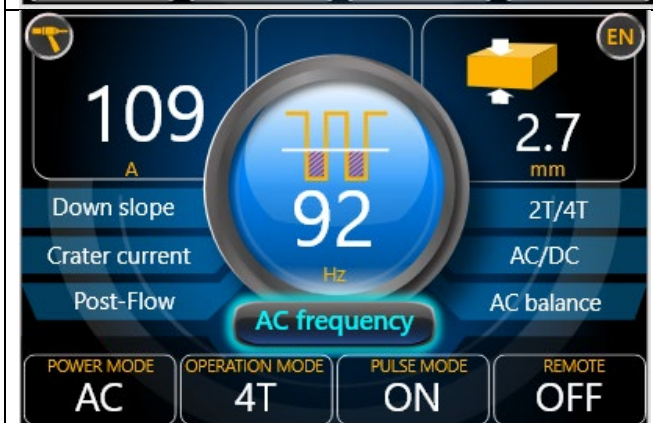 EN
109
A
2.7
mm
92
Hz
Down slope
Crater current
Post-Flow
2T/4T
AC/DC
AC balance
AC frequency
POWER MODE
AC
OPERATION MODE
4T
PULSE MODE
ON
REMOTE
OFF